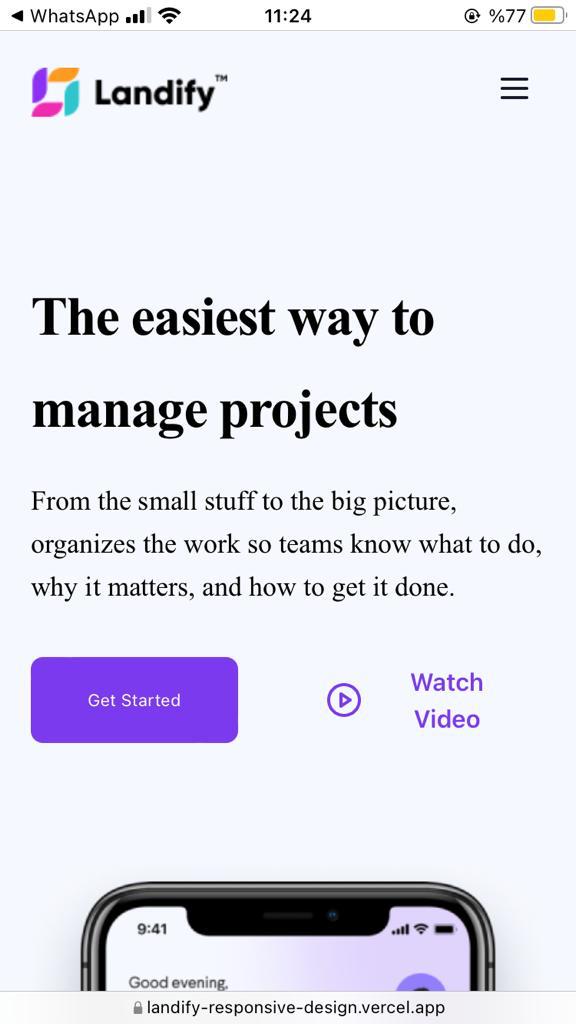 WhatsApp 11:24 %77
Landify™
The easiest way to
manage projects
From the small stuff to the big picture,
organizes the work so teams know what to do,
why it matters, and how to get it done.
Get Started
Watch
Video
9:41
Good evening,
landify-responsive-design.vercel.app